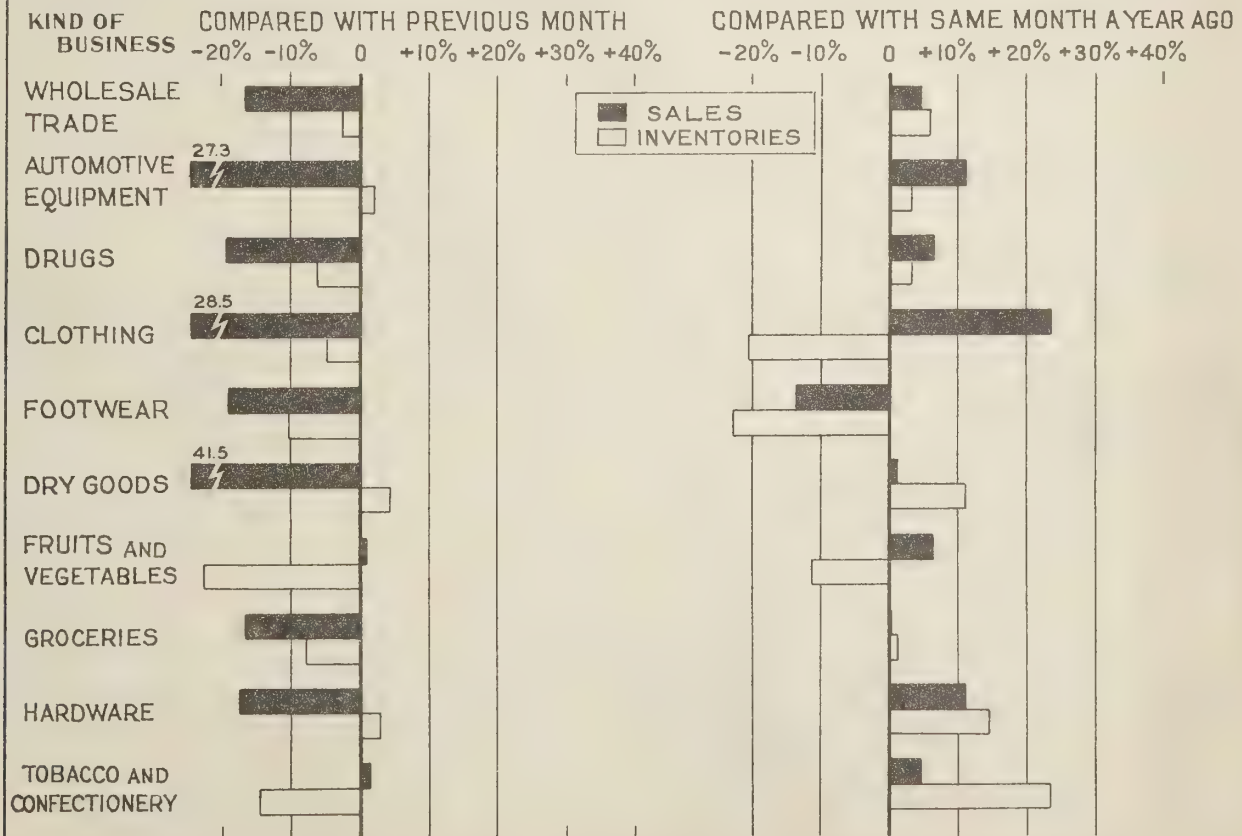 KIND OF BUSINESS
COMPARED WITH PREVIOUS MONTH
-20% -10% 0 +10% +20% +30% +40%
COMPARED WITH SAME MONTH A YEAR AGO
-20% -10% 0 +10% +20% +30% +40%
SALES
INVENTORIES
WHOLESALE
TRADE
27.3
AUTOMOTIVE
EQUIPMENT
DRUGS
28.5
CLOTHING
FOOTWEAR
41.5
DRY GOODS
FRUITS AND
VEGETABLES
GROCERIES
HARDWARE
TOBACCO AND
CONFECTIONERY